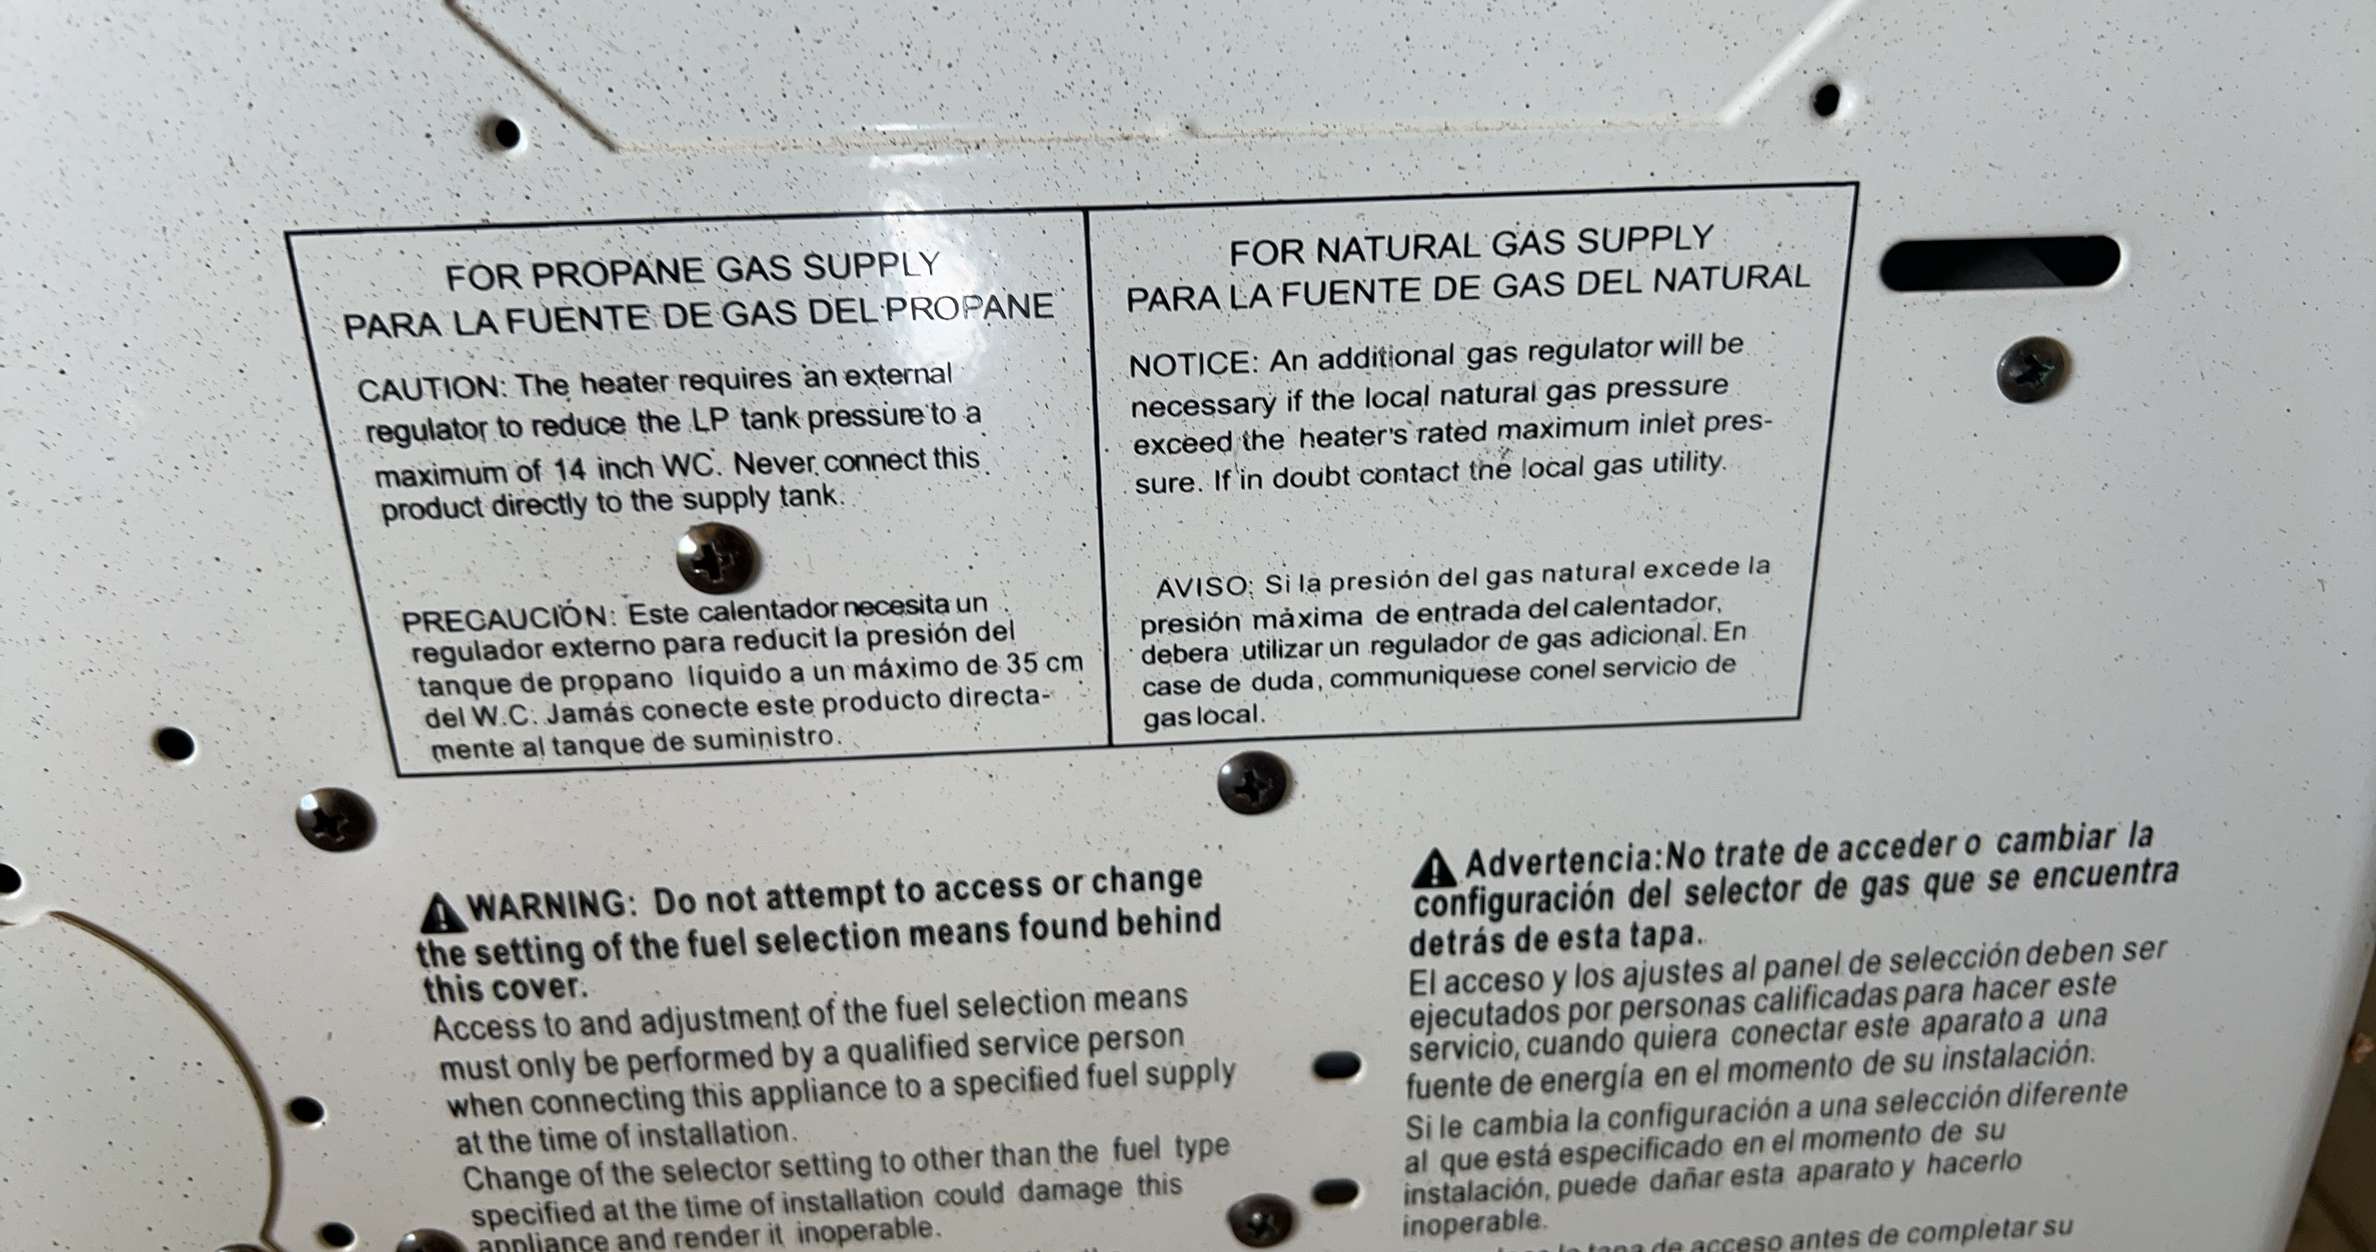 FOR PROPANE GAS SUPPLY
PARA LA FUENTE DE GAS DEL PROPANE
CAUTION: The heater requires an external
regulator to reduce the LP tank pressure to a
maximum of 14 inch WC. Never connect this
product directly to the supply tank.
PRECAUCIÓN: Este calentador necesita un
regulador externo para reducit la presión del
tanque de propano líquido a un máximo de 35 cm
del W.C. Jamás conecte este producto directa-
mente al tanque de suministro.
FOR NATURAL GAS SUPPLY
PARA LA FUENTE DE GAS DEL NATURAL
NOTICE: An additional gas regulator will be
necessary if the local natural gas pressure
exceed the heater's rated maximum inlet pres-
sure. If in doubt contact the local gas utility.
AVISO: Si la presión del gas natural excede la
presión máxima de entrada del calentador,
debera utilizar un regulador de gas adicional. En
case de duda, communiquese conel servicio de
gas local.
WARNING: Do not attempt to access or change
the setting of the fuel selection means found behind
this cover.
Access to and adjustment of the fuel selection means
must only be performed by a qualified service person
when connecting this appliance to a specified fuel supply
at the time of installation.
Change of the selector setting to other than the fuel type
specified at the time of installation could damage this
appliance and render it inoperable.
Advertencia:No trate de acceder o cambiar la
configuración del selector de gas que se encuentra
detrás de esta tapa.
El acceso y los ajustes al panel de selección deben ser
ejecutados por personas calificadas para hacer este
servicio, cuando quiera conectar este aparato a una
fuente de energía en el momento de su instalación.
Si le cambia la configuración a una selección diferente
al que está especificado en el momento de su
instalación, puede dañar esta aparato y hacerlo
inoperable.
tapa de acceso antes de completar su